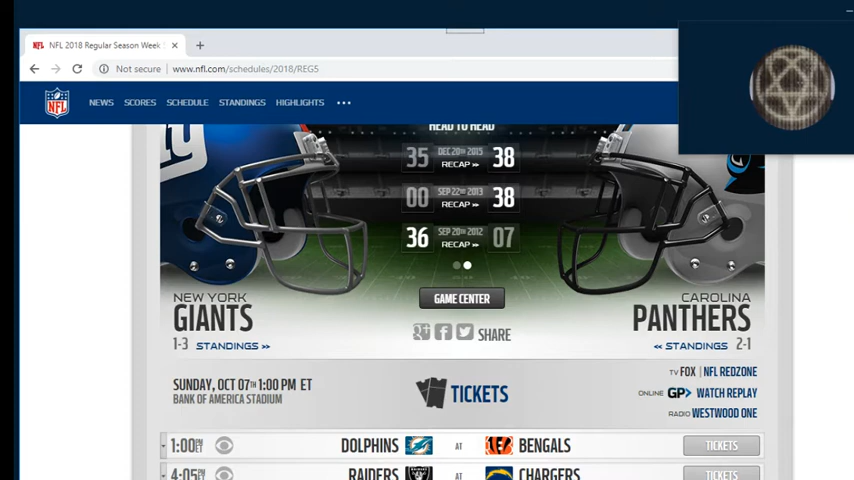 NFL 2018 Regular Season Week
Not secure | www.nfl.com/schedules/2018/REG5
NFL
NEWS SCORES SCHEDULE STANDINGS HIGHLIGHTS •••
HEAD TO HEAD
35 DEC 20TH 2015 38
RECAP >>
00 SEP 22ND 2013 38
RECAP >>
36 SEP 20TH 2012 07
RECAP >>
NEW YORK
GIANTS
1-3 STANDINGS >>
GAME CENTER
SHARE
CAROLINA
PANTHERS
<< STANDINGS 2-1
SUNDAY, OCT 07TH 1:00 PM ET
BANK OF AMERICA STADIUM
TICKETS
TV FOX | NFL REDZONE
ONLINE GP> WATCH REPLAY
RADIO WESTWOOD ONE
1:00 PM ET DOLPHINS AT BENGALS TICKETS
4:05 PM ET RAIDERS AT CHARGERS TICKETS